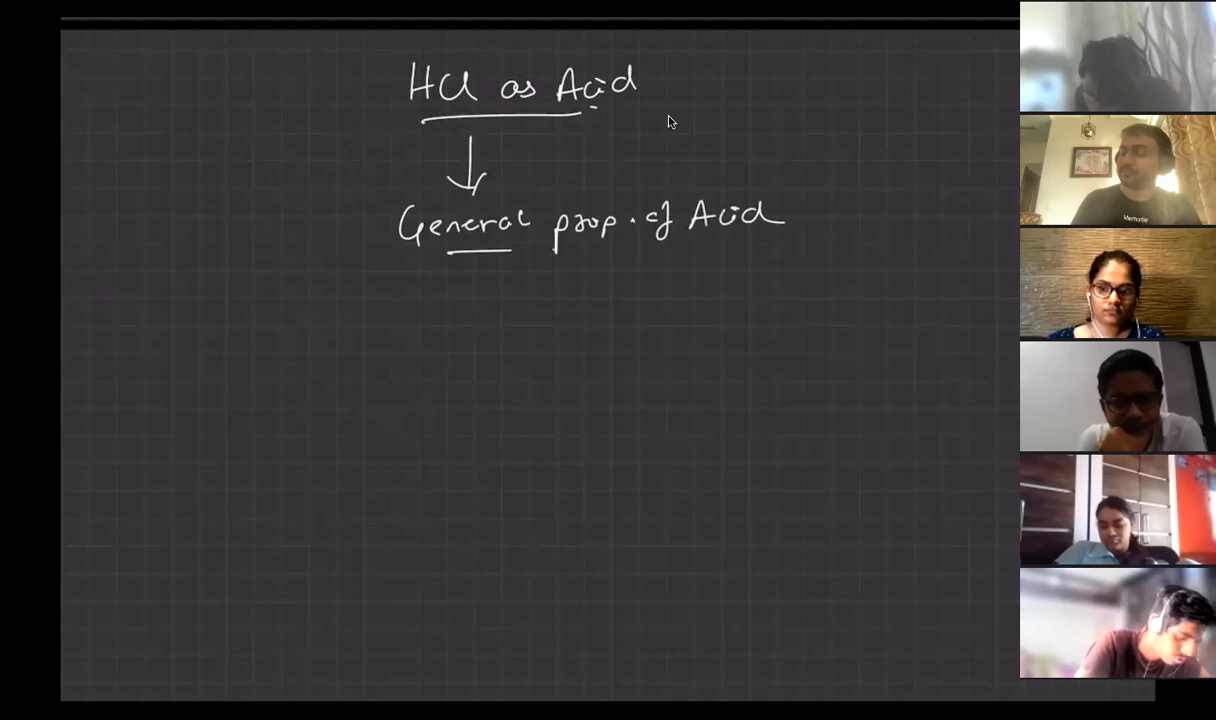 HCl as Acid
General prop. of Acid